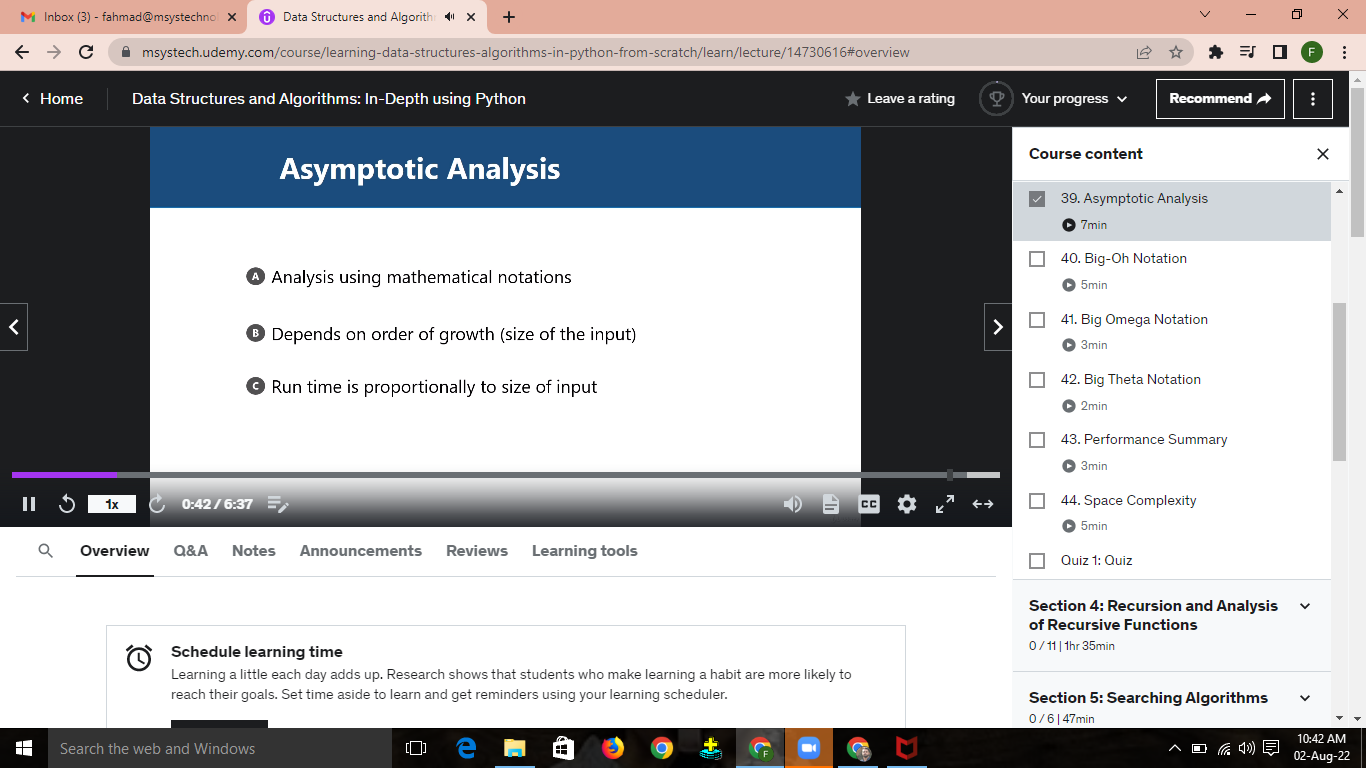 Inbox (3) - fahmad@msystechno
Data Structures and Algorith
msystech.udemy.com/course/learning-data-structures-algorithms-in-python-from-scratch/learn/lecture/14730616#overview
F
Home
Data Structures and Algorithms: In-Depth using Python
Leave a rating
Your progress
Recommend
Asymptotic Analysis
A Analysis using mathematical notations
B Depends on order of growth (size of the input)
C Run time is proportionally to size of input
1x
0:42 / 6:37
CC
Course content
39. Asymptotic Analysis
7min
40. Big-Oh Notation
5min
41. Big Omega Notation
3min
42. Big Theta Notation
2min
43. Performance Summary
3min
44. Space Complexity
5min
Quiz 1: Quiz
Section 4: Recursion and Analysis
of Recursive Functions
0 / 11 | 1hr 35min
Section 5: Searching Algorithms
0 / 6 | 47min
Overview
Q&A
Notes
Announcements
Reviews
Learning tools
Schedule learning time
Learning a little each day adds up. Research shows that students who make learning a habit are more likely to
reach their goals. Set time aside to learn and get reminders using your learning scheduler.
Search the web and Windows
F
10:42 AM
02-Aug-22